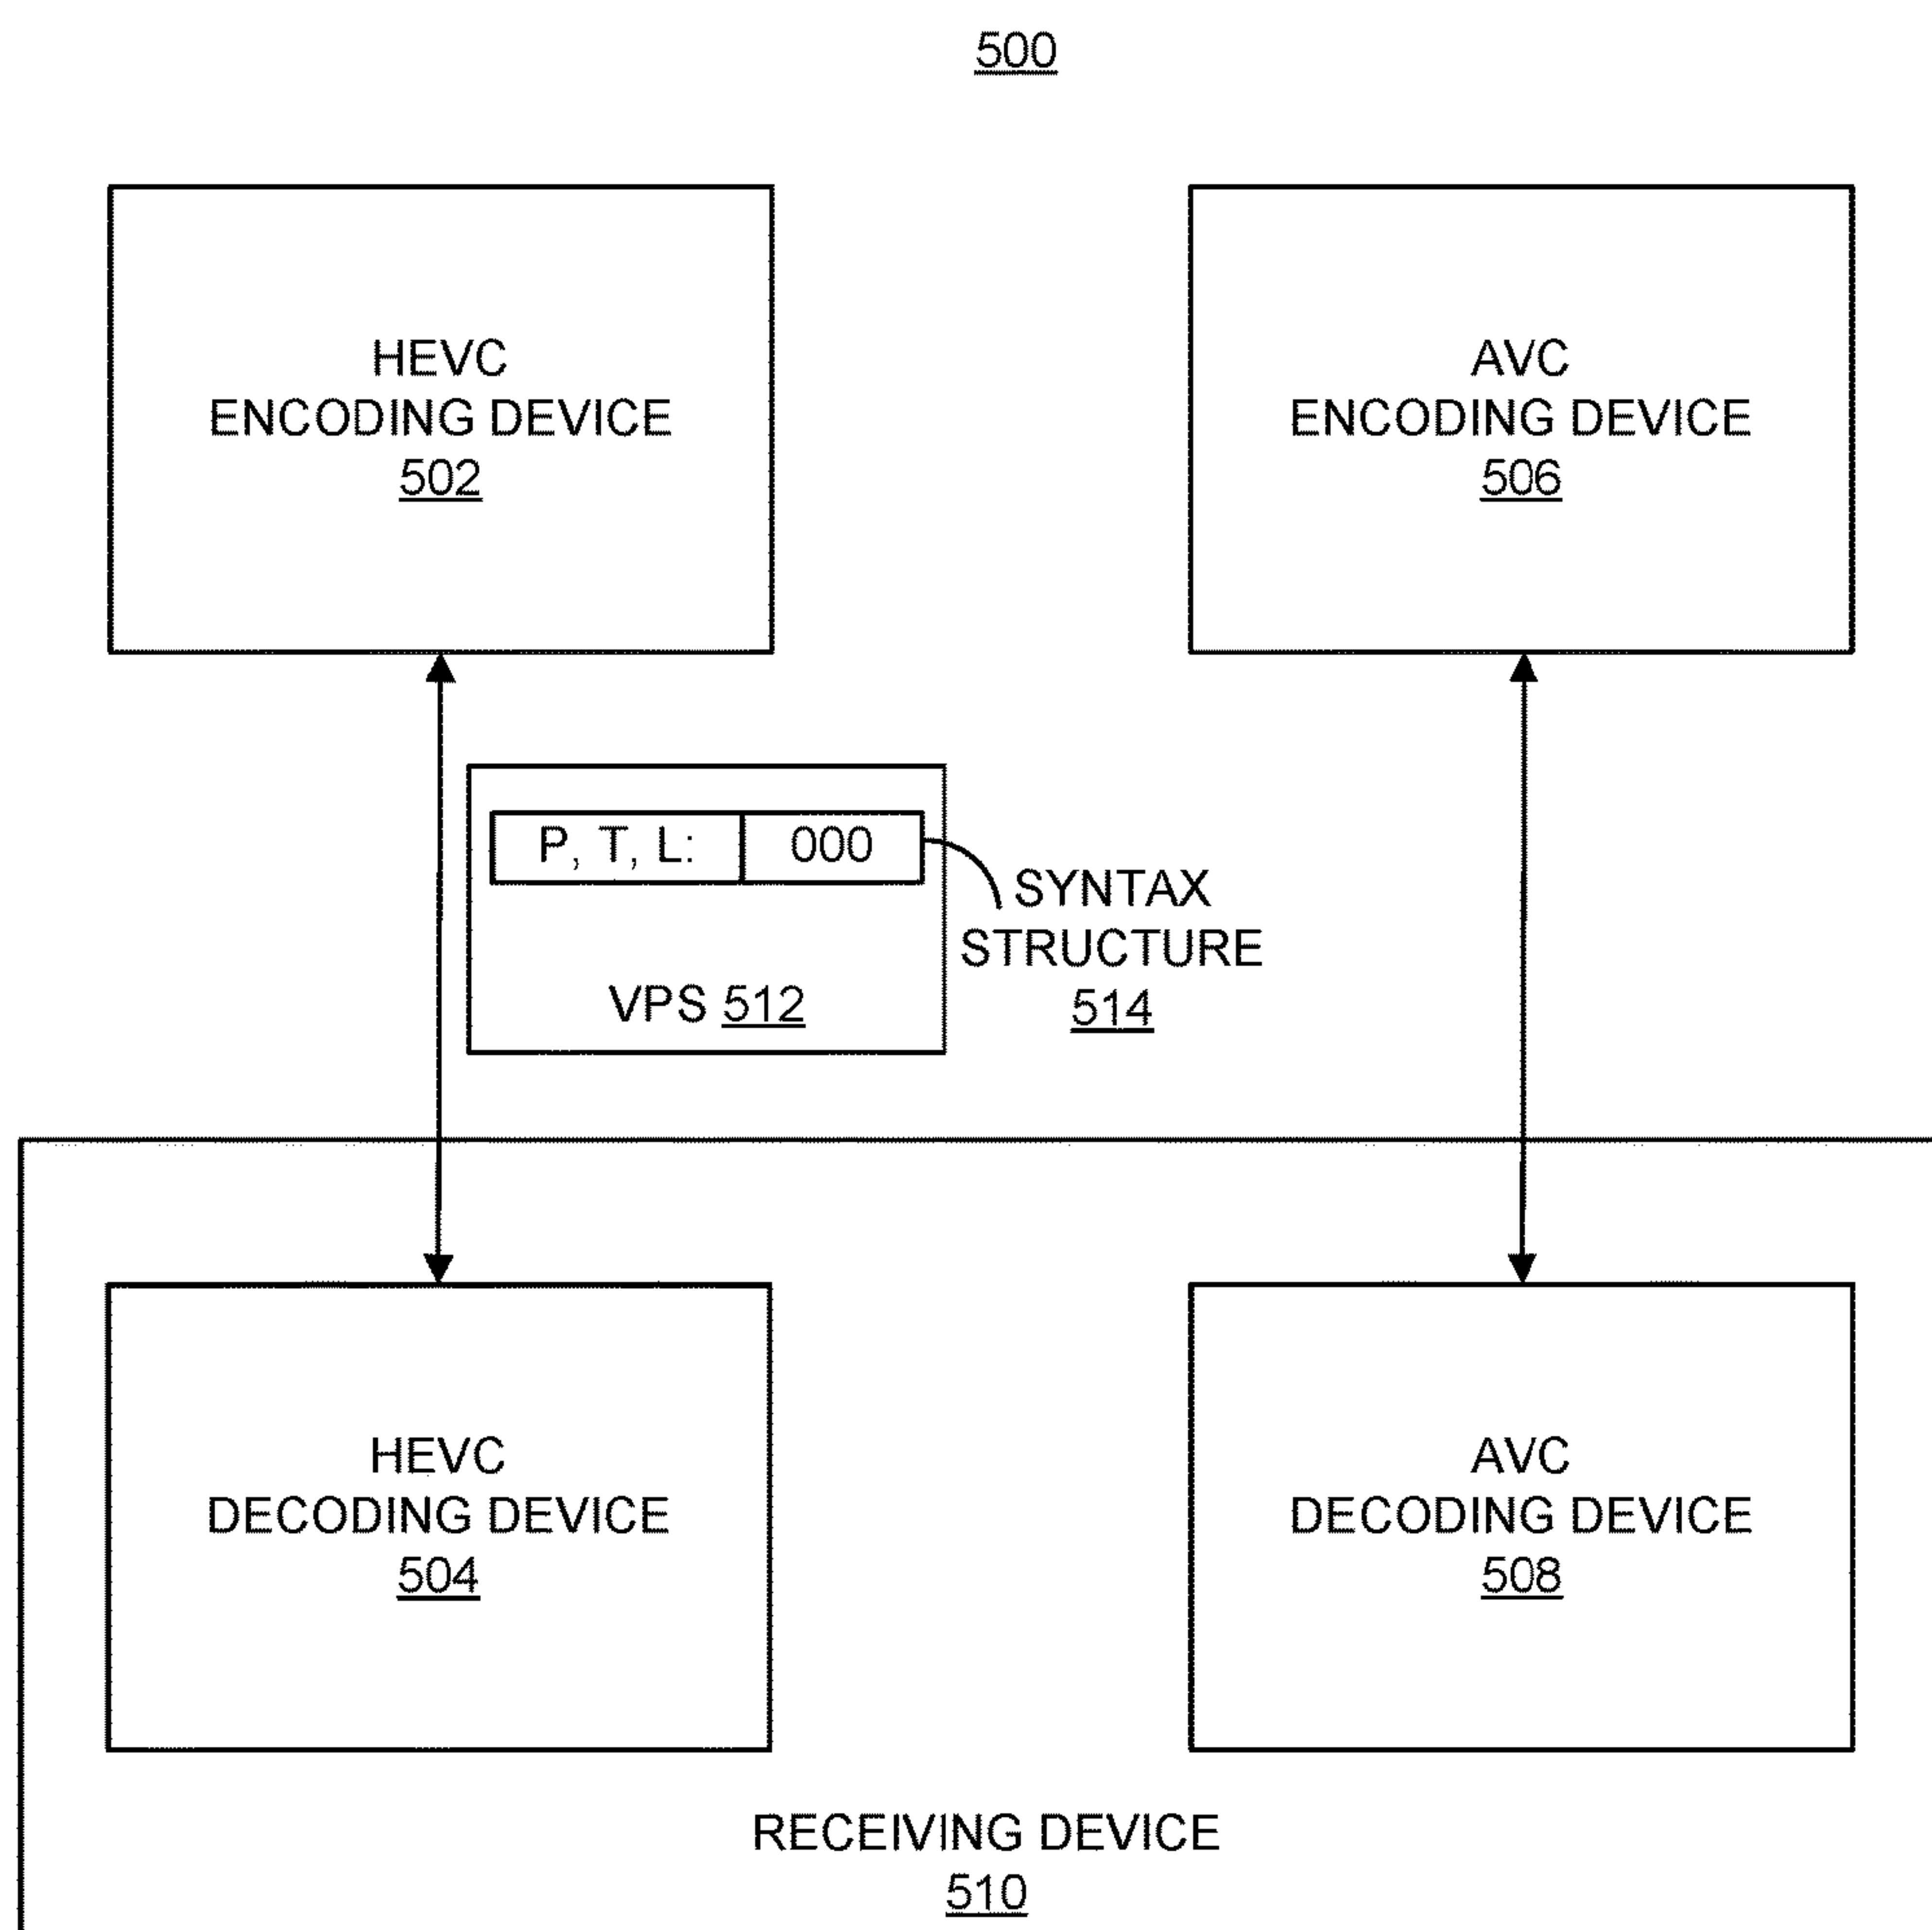 500
HEVC
ENCODING DEVICE
502
AVC
ENCODING DEVICE
506
P, T, L: 000
VPS 512
SYNTAX
STRUCTURE
514
HEVC
DECODING DEVICE
504
AVC
DECODING DEVICE
508
RECEIVING DEVICE
510